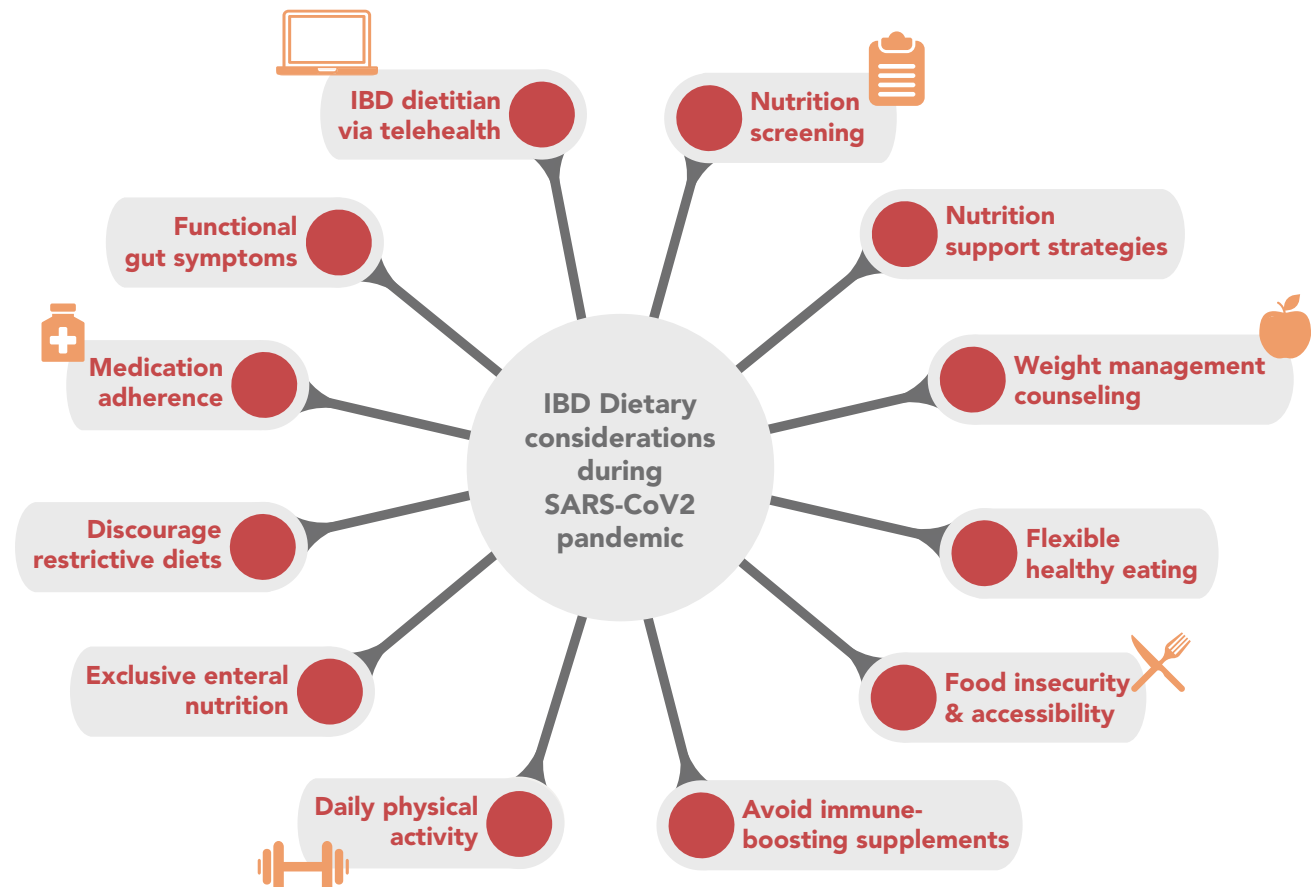 IBD dietitian
via telehealth
Nutrition
screening
Functional
gut symptoms
Nutrition
support strategies
Medication
adherence
Weight management
counseling
IBD Dietary
considerations
during
SARS-CoV2
pandemic
Discourage
restrictive diets
Flexible
healthy eating
Exclusive enteral
nutrition
Food insecurity
& accessibility
Daily physical
activity
Avoid immune-
boosting supplements